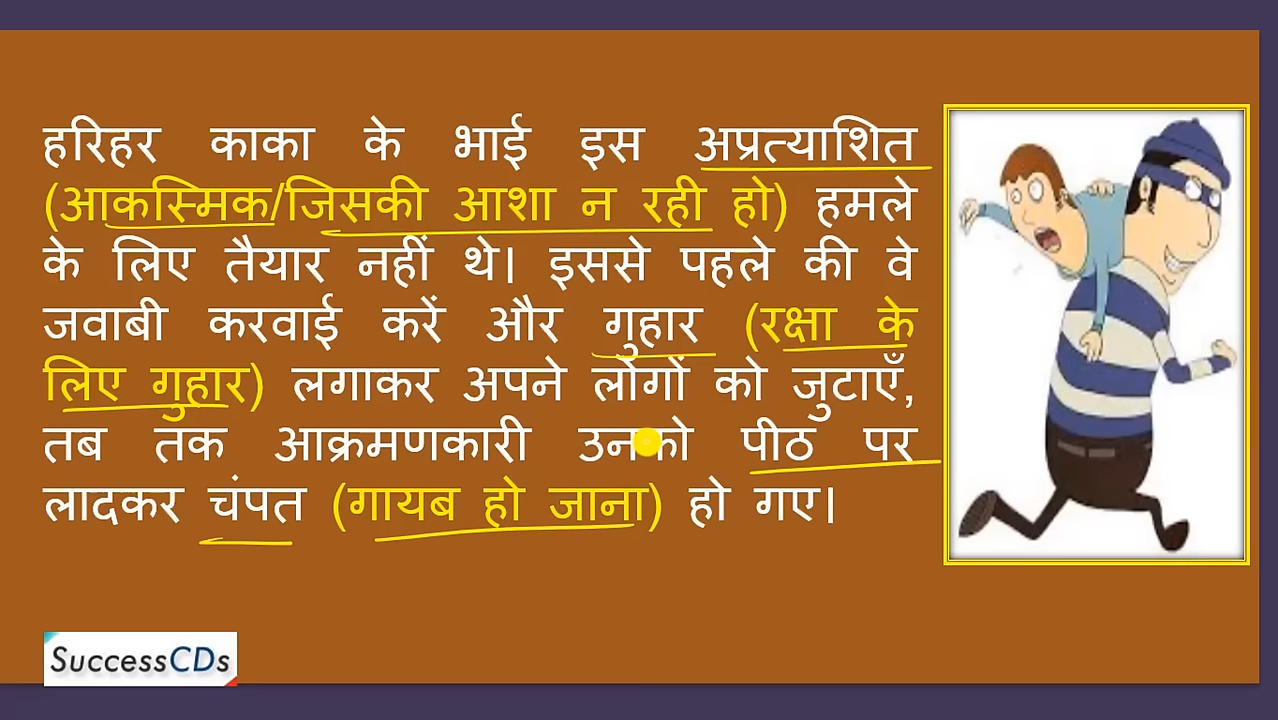 हरिहर काका के भाई इस अप्रत्याशित
(आकस्मिक/जिसकी आशा न रही हो) हमले
के लिए तैयार नहीं थे। इससे पहले की वे
जवाबी करवाई करें और गुहार (रक्षा के
लिए गुहार) लगाकर अपने लोगों को जुटाएँ,
तब तक आक्रमणकारी उनको पीठ पर
लादकर चंपत (गायब हो जाना) हो गए।
SuccessCDs